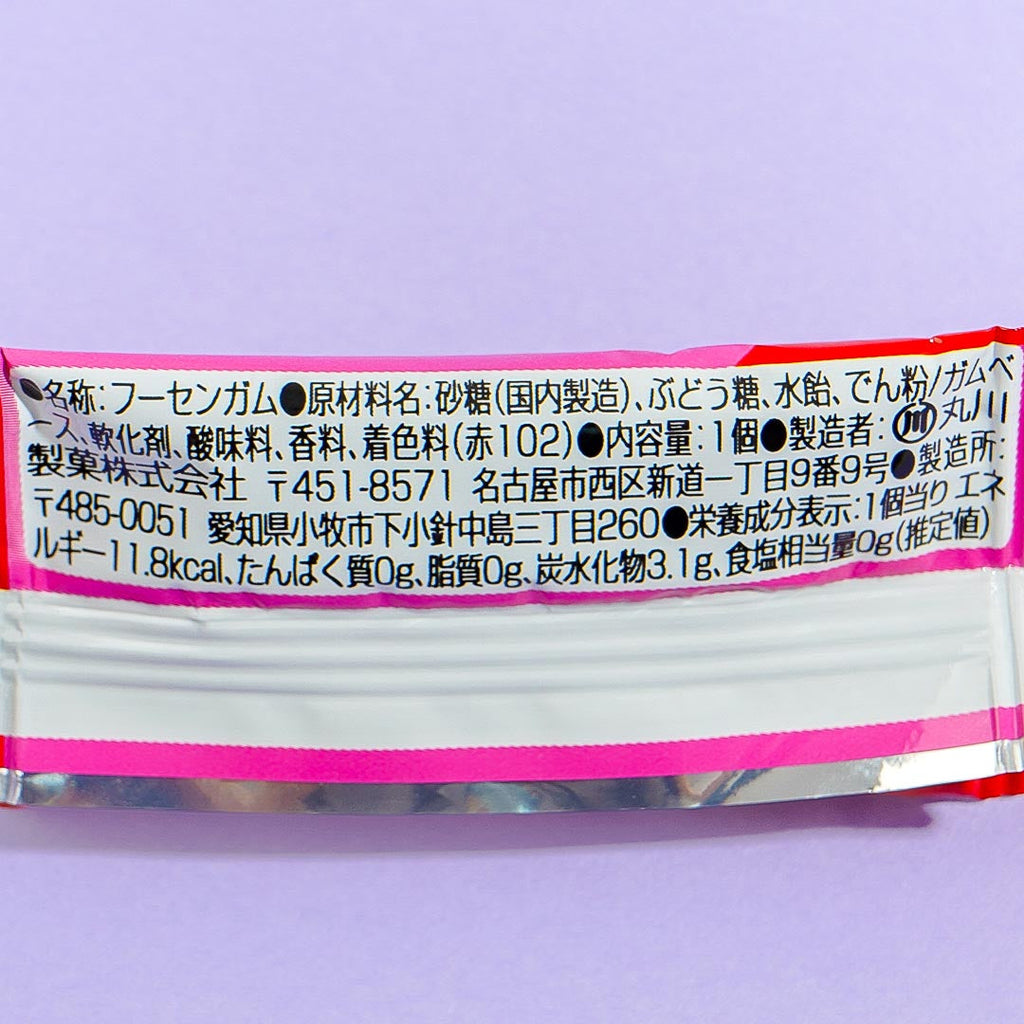 ●名称:フーセンガム●原材料名:砂糖(国内製造)、ぶどう糖、水飴、でん粉/ガムベ
ース、軟化剤、酸味料、香料、着色料(赤102)●内容量:1個●製造者:川丸川
製菓株式会社 〒451-8571 名古屋市西区新道一丁目9番9号●製造所:
〒485-0051 愛知県小牧市下小針中島三丁目260●栄養成分表示:1個当り エネ
ルギー11.8kcal、たんぱく質0g、脂質0g、炭水化物3.1g、食塩相当量0g(推定値)